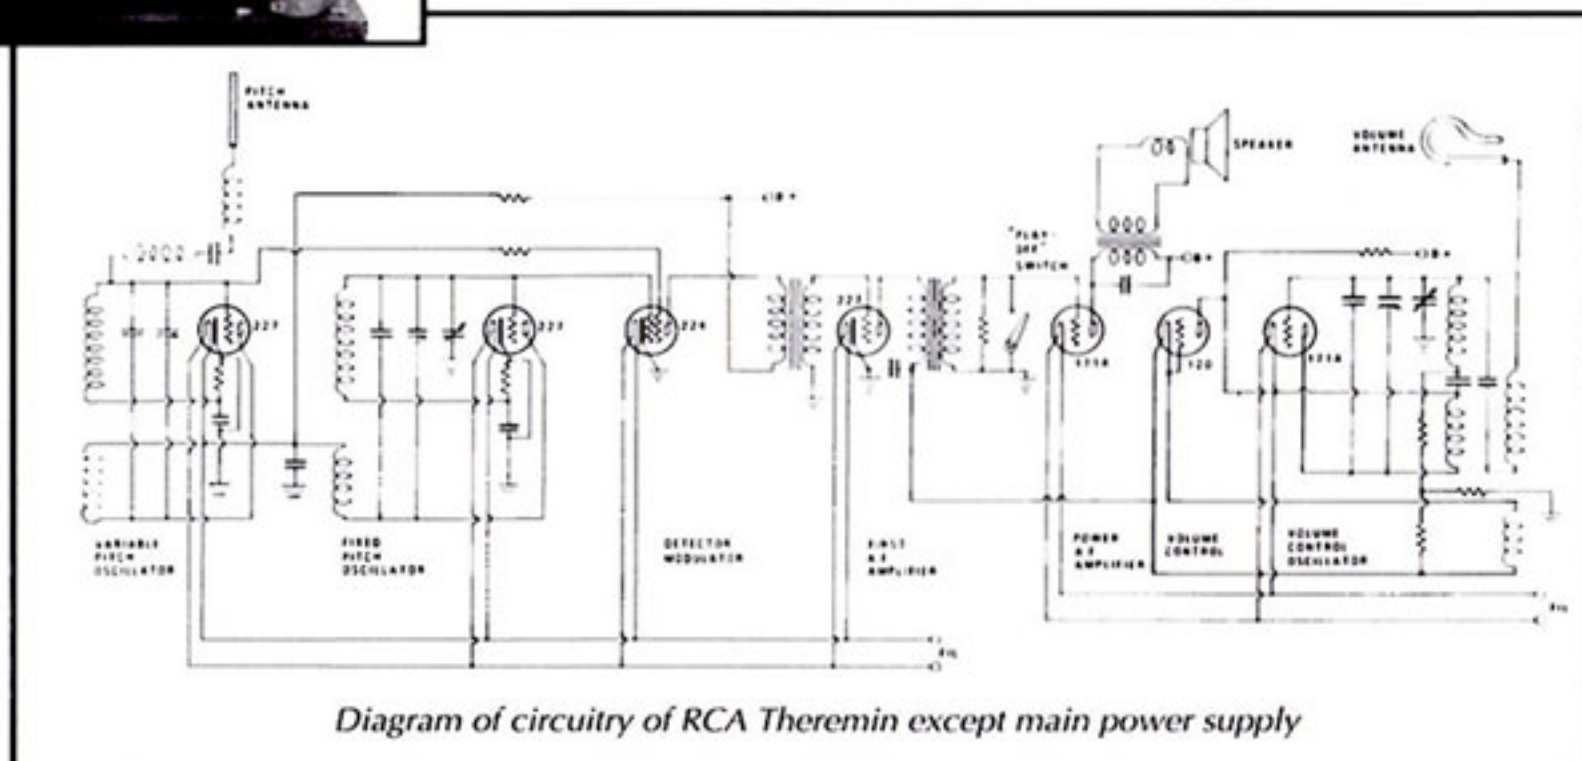 PITCH
ANTENNA
SPEAKER
VOLUME
ANTENNA
B+
"PLAY-
OFF"
SWITCH
B+
B+
227
227
224
227
171A
120
171A
VARIABLE
PITCH
OSCILLATOR
FIXED
PITCH
OSCILLATOR
DETECTOR
MODULATOR
FIRST
A F
AMPLIFIER
POWER
A F
AMPLIFIER
VOLUME
CONTROL
VOLUME
CONTROL
OSCILLATOR
FIL
FIL
Diagram of circuitry of RCA Theremin except main power supply